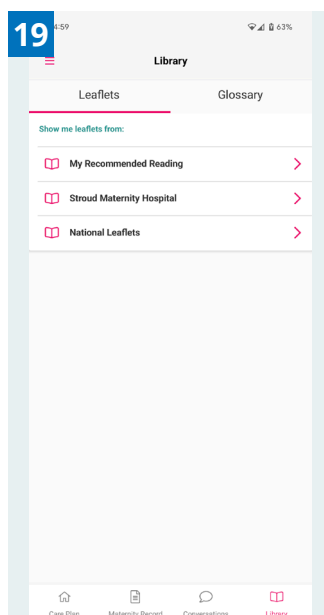 19
4:59
63%
Library
Leaflets
Glossary
Show me leaflets from:
My Recommended Reading
Stroud Maternity Hospital
National Leaflets
Care Plan
Maternity Record
Conversations
Library